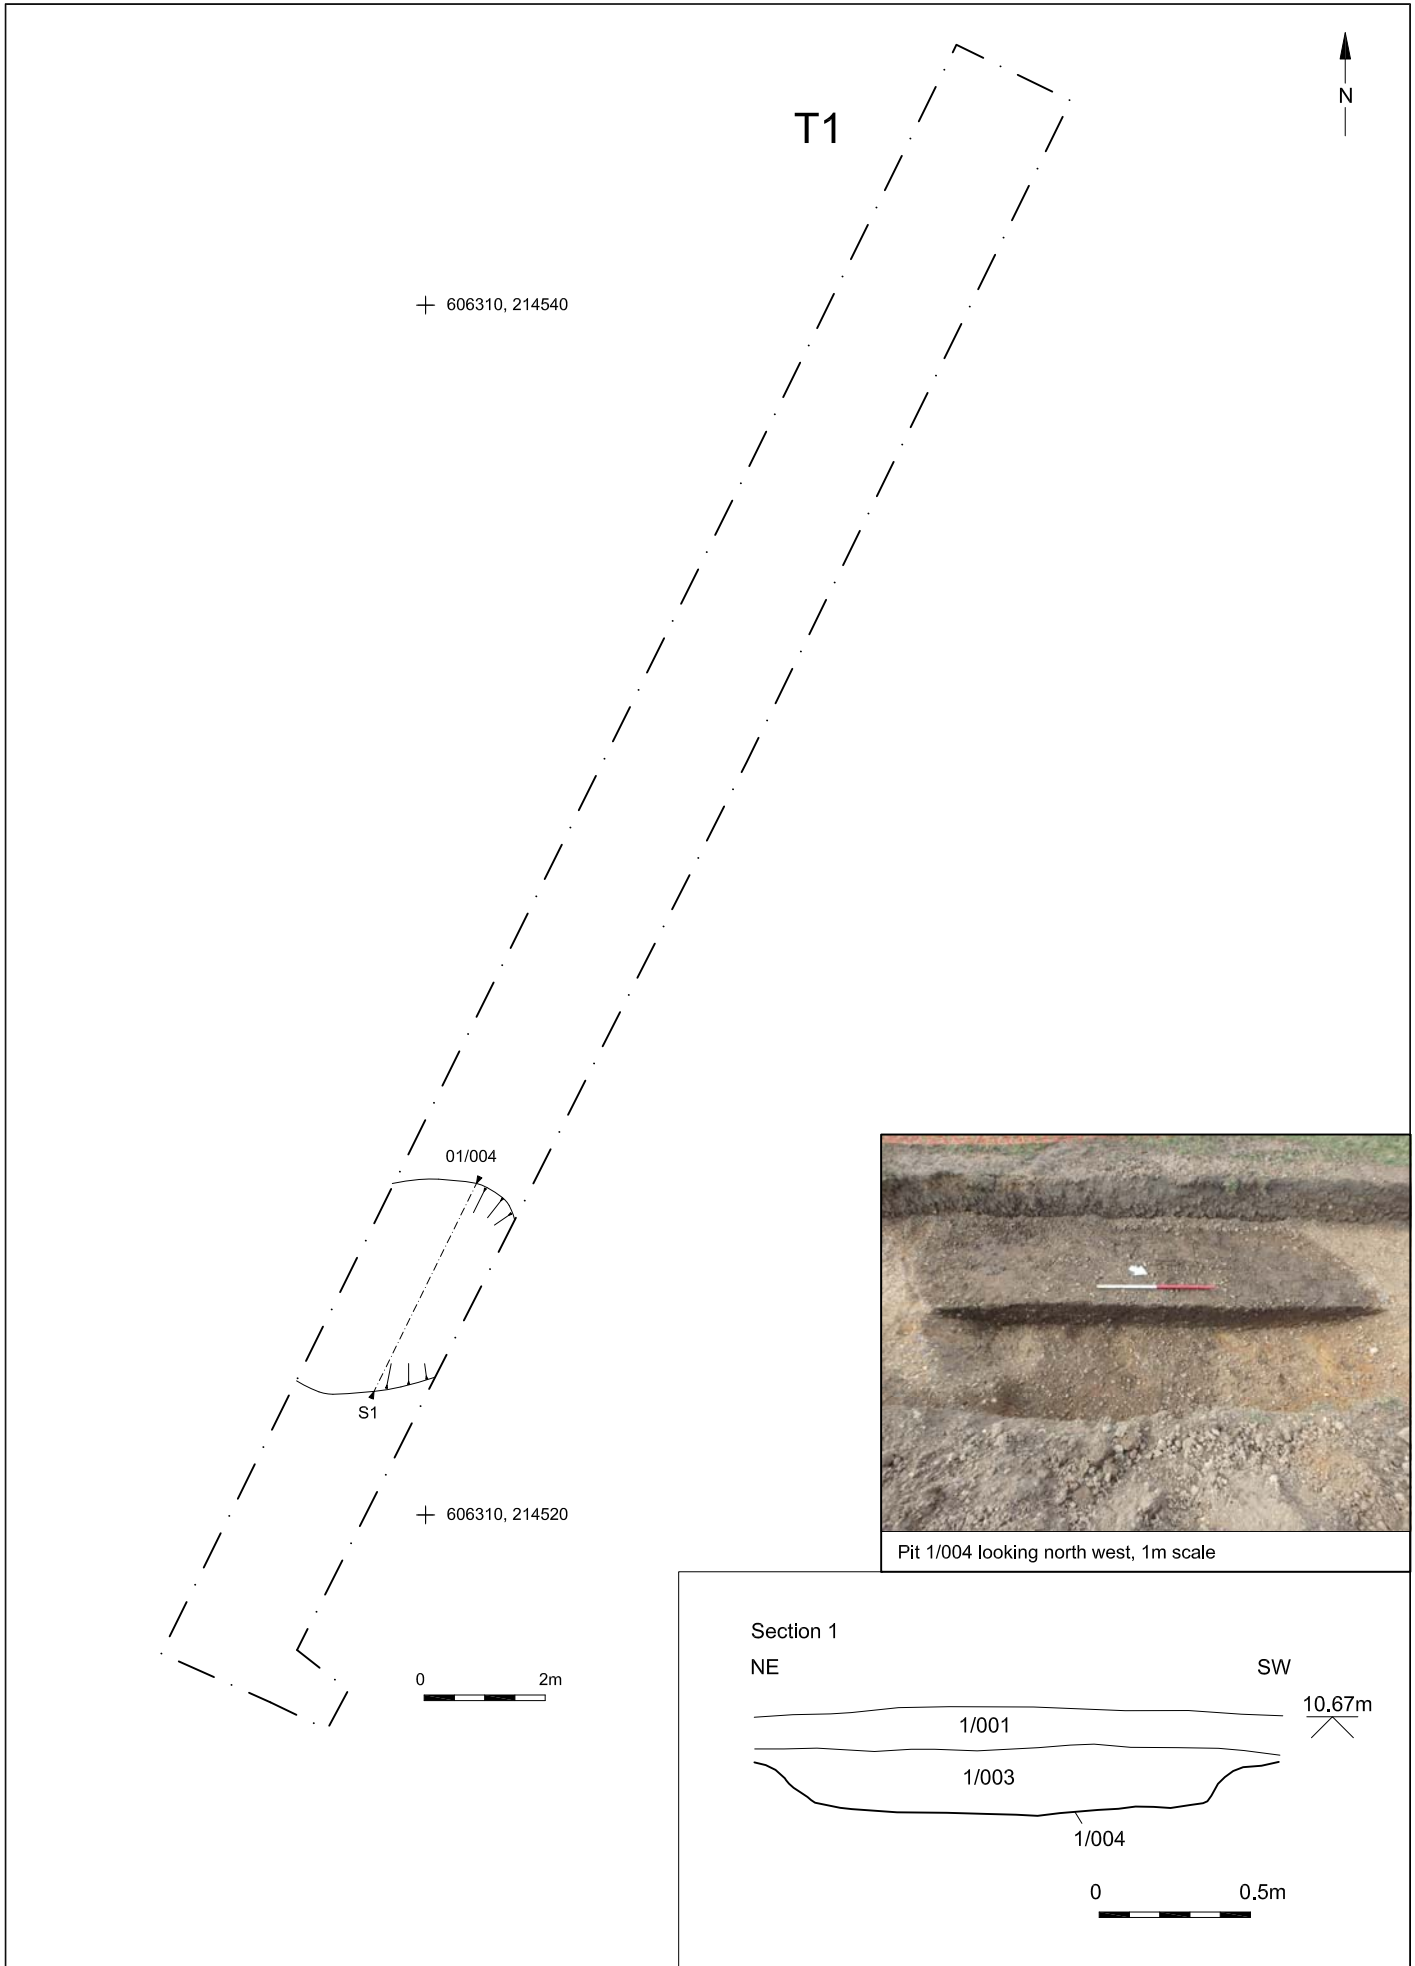 T1
N
606310, 214540
01/004
S1
606310, 214520
0 2m
Pit 1/004 looking north west, 1m scale
Section 1
NE SW
10.67m
1/001
1/003
1/004
0 0.5m